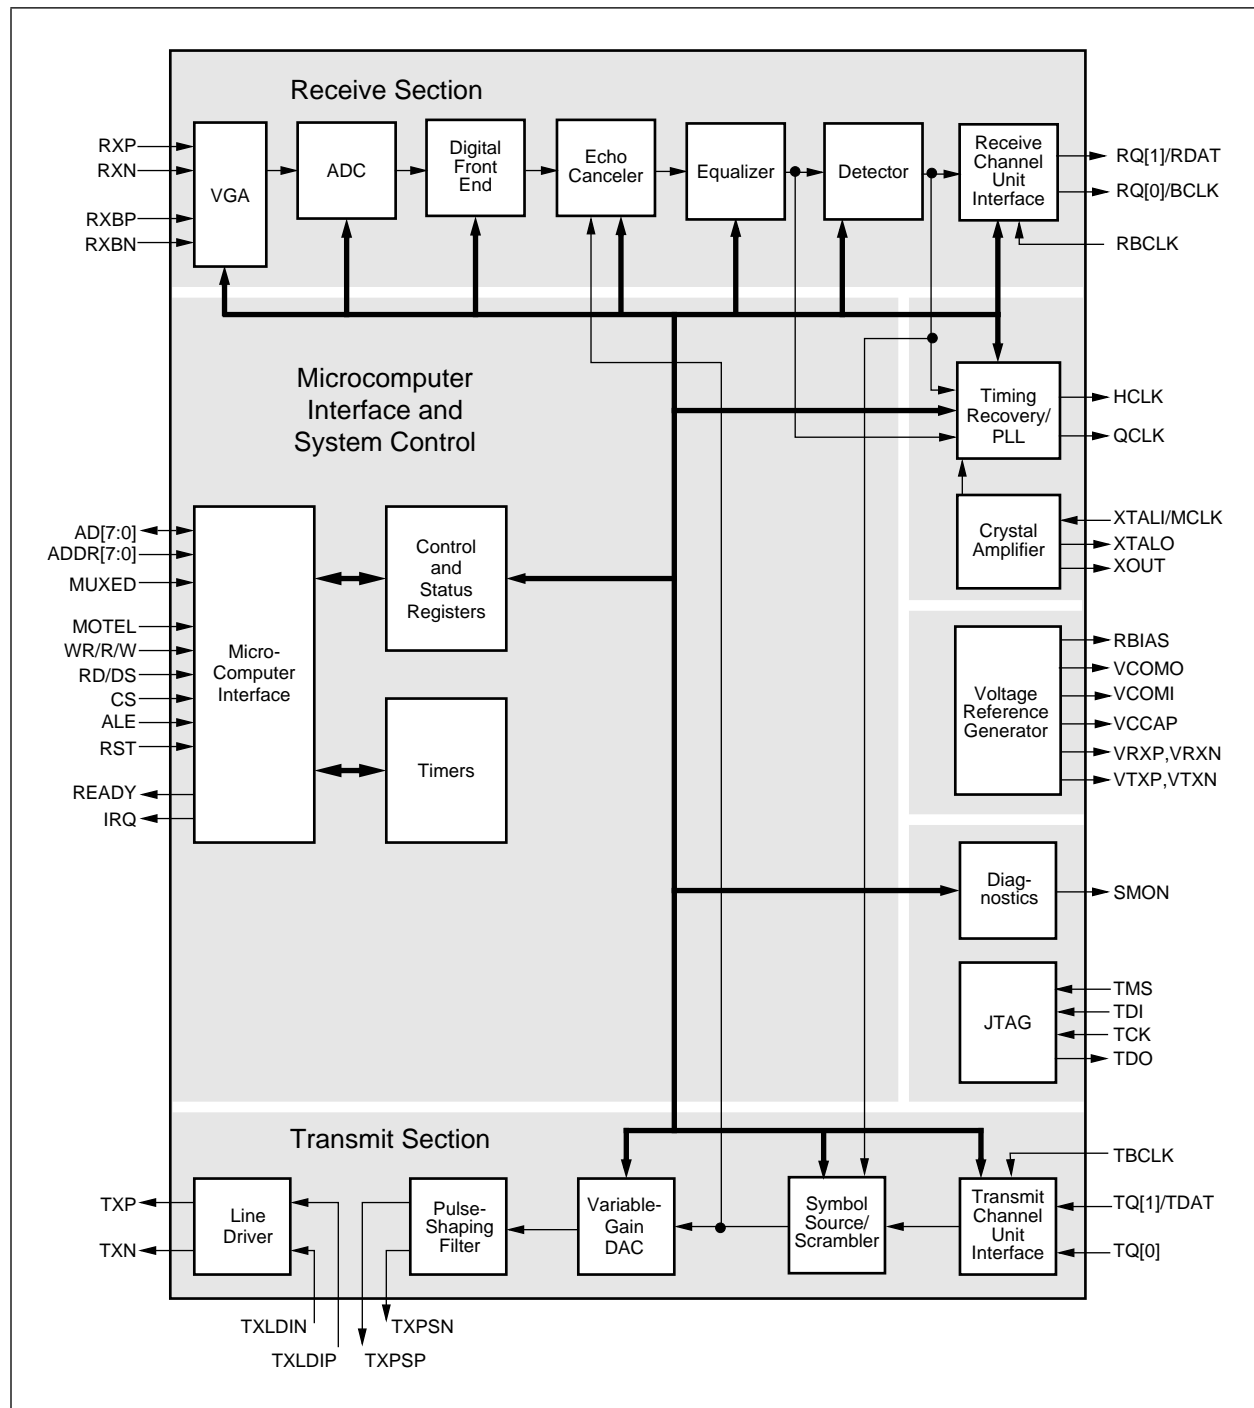 Receive Section
RXP
RXN
RXBP
RXBN
VGA
ADC
Digital
Front
End
Echo
Canceler
Equalizer
Detector
Receive
Channel
Unit
Interface
RQ[1]/RDAT
RQ[0]/BCLK
RBCLK
Microcomputer
Interface and
System Control
Timing
Recovery/
PLL
HCLK
QCLK
Crystal
Amplifier
XTALI/MCLK
XTALO
XOUT
AD[7:0]
ADDR[7:0]
MUXED
MOTEL
WR/R/W
RD/DS
CS
ALE
RST
READY
IRQ
Micro-
Computer
Interface
Control
and
Status
Registers
Timers
Voltage
Reference
Generator
RBIAS
VCOMO
VCOMI
VCCAP
VRXP,VRXN
VTXP,VTXN
Diag-
nostics
SMON
JTAG
TMS
TDI
TCK
TDO
Transmit Section
TXP
TXN
Line
Driver
Pulse-
Shaping
Filter
Variable-
Gain
DAC
Symbol
Source/
Scrambler
Transmit
Channel
Unit
Interface
TBCLK
TQ[1]/TDAT
TQ[0]
TXLDIN
TXLDIP
TXPSN
TXPSP